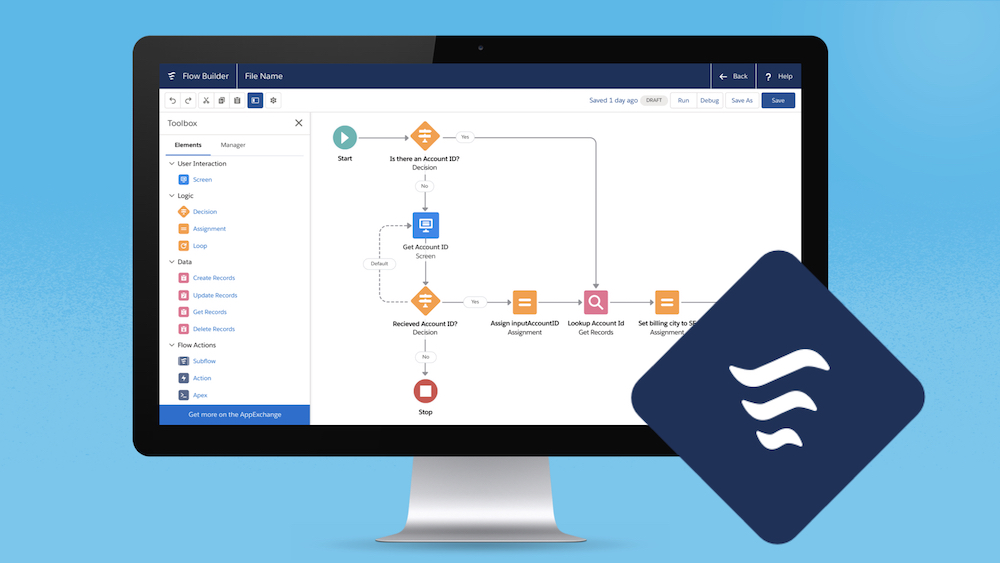 Flow Builder
File Name
Back
? Help
Saved 1 day ago
DRAFT
Run
Debug
Save As
Save
Toolbox
Elements
Manager
User Interaction
Screen
Logic
Decision
Assignment
Loop
Data
Create Records
Update Records
Get Records
Delete Records
Flow Actions
Subflow
Action
Apex
Get more on the AppExchange
Start
Is there an Account ID?
Decision
Yes
No
Get Account ID
Screen
Default
Recieved Account ID?
Decision
Yes
Assign inputAccountID
Assignment
Lookup Account Id
Get Records
Set billing city to
Assignment
No
Stop